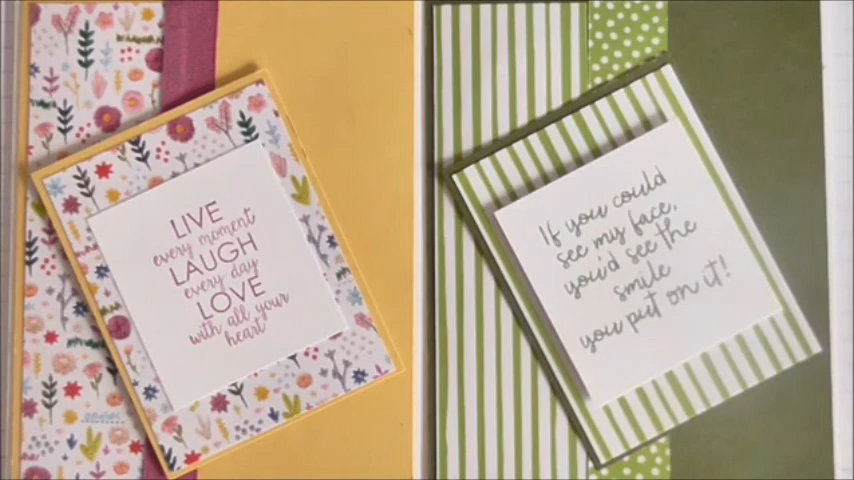 LIVE
every moment
LAUGH
every day
LOVE
with all your
heart
If you could
see my face,
you'd see the
smile
you put on it!